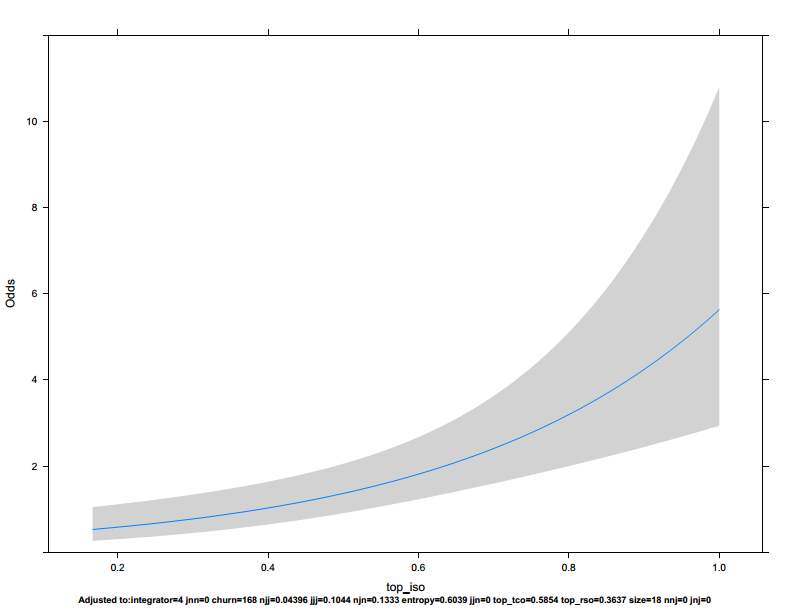 10
8
6
4
2
Odds
0.2 0.4 0.6 0.8 1.0
top_iso
Adjusted to:integrator=4 jnn=0 churn=168 njj=0.04396 jjj=0.1044 njn=0.1333 entropy=0.6039 jjn=0 top_tco=0.5854 top_rso=0.3637 size=18 nnj=0 jnj=0